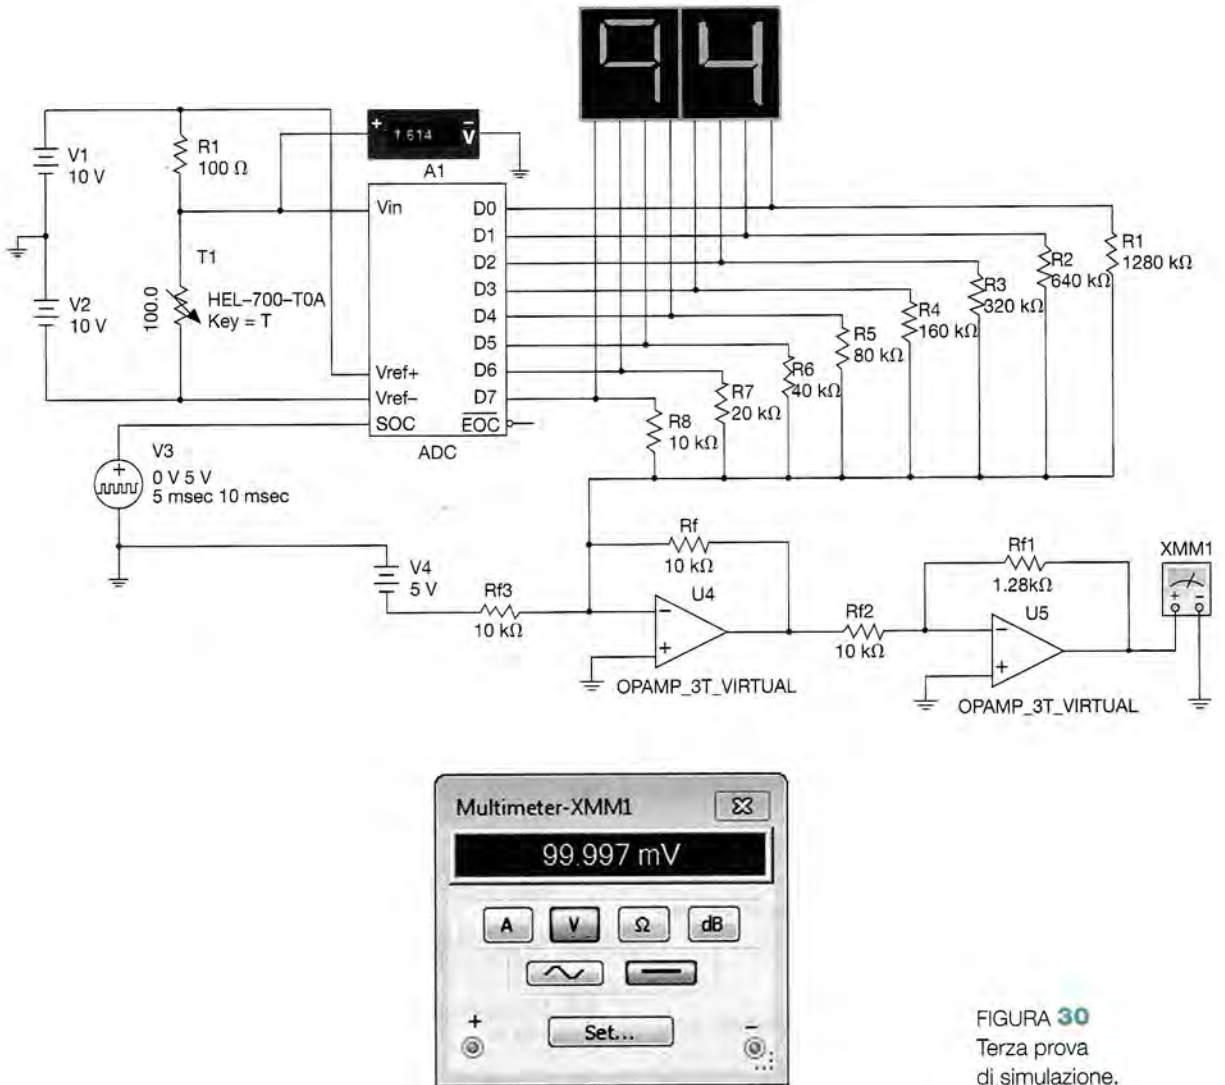 94
V1
10 V
R1
100 Ω
+ 1.614 V −
A1
Vin
D0
D1
D2
D3
D4
D5
D6
D7
Vref+
Vref−
SOC
EOC
ADC
T1
100.0
HEL–700–T0A
Key = T
V2
10 V
V3
0 V 5 V
5 msec 10 msec
R1
1280 kΩ
R2
640 kΩ
R3
320 kΩ
R4
160 kΩ
R5
80 kΩ
R6
40 kΩ
R7
20 kΩ
R8
10 kΩ
V4
5 V
Rf3
10 kΩ
Rf
10 kΩ
U4
OPAMP_3T_VIRTUAL
Rf2
10 kΩ
Rf1
1.28kΩ
U5
OPAMP_3T_VIRTUAL
XMM1
Multimeter-XMM1
99.997 mV
A V Ω dB
+ Set... −
FIGURA 30
Terza prova
di simulazione.